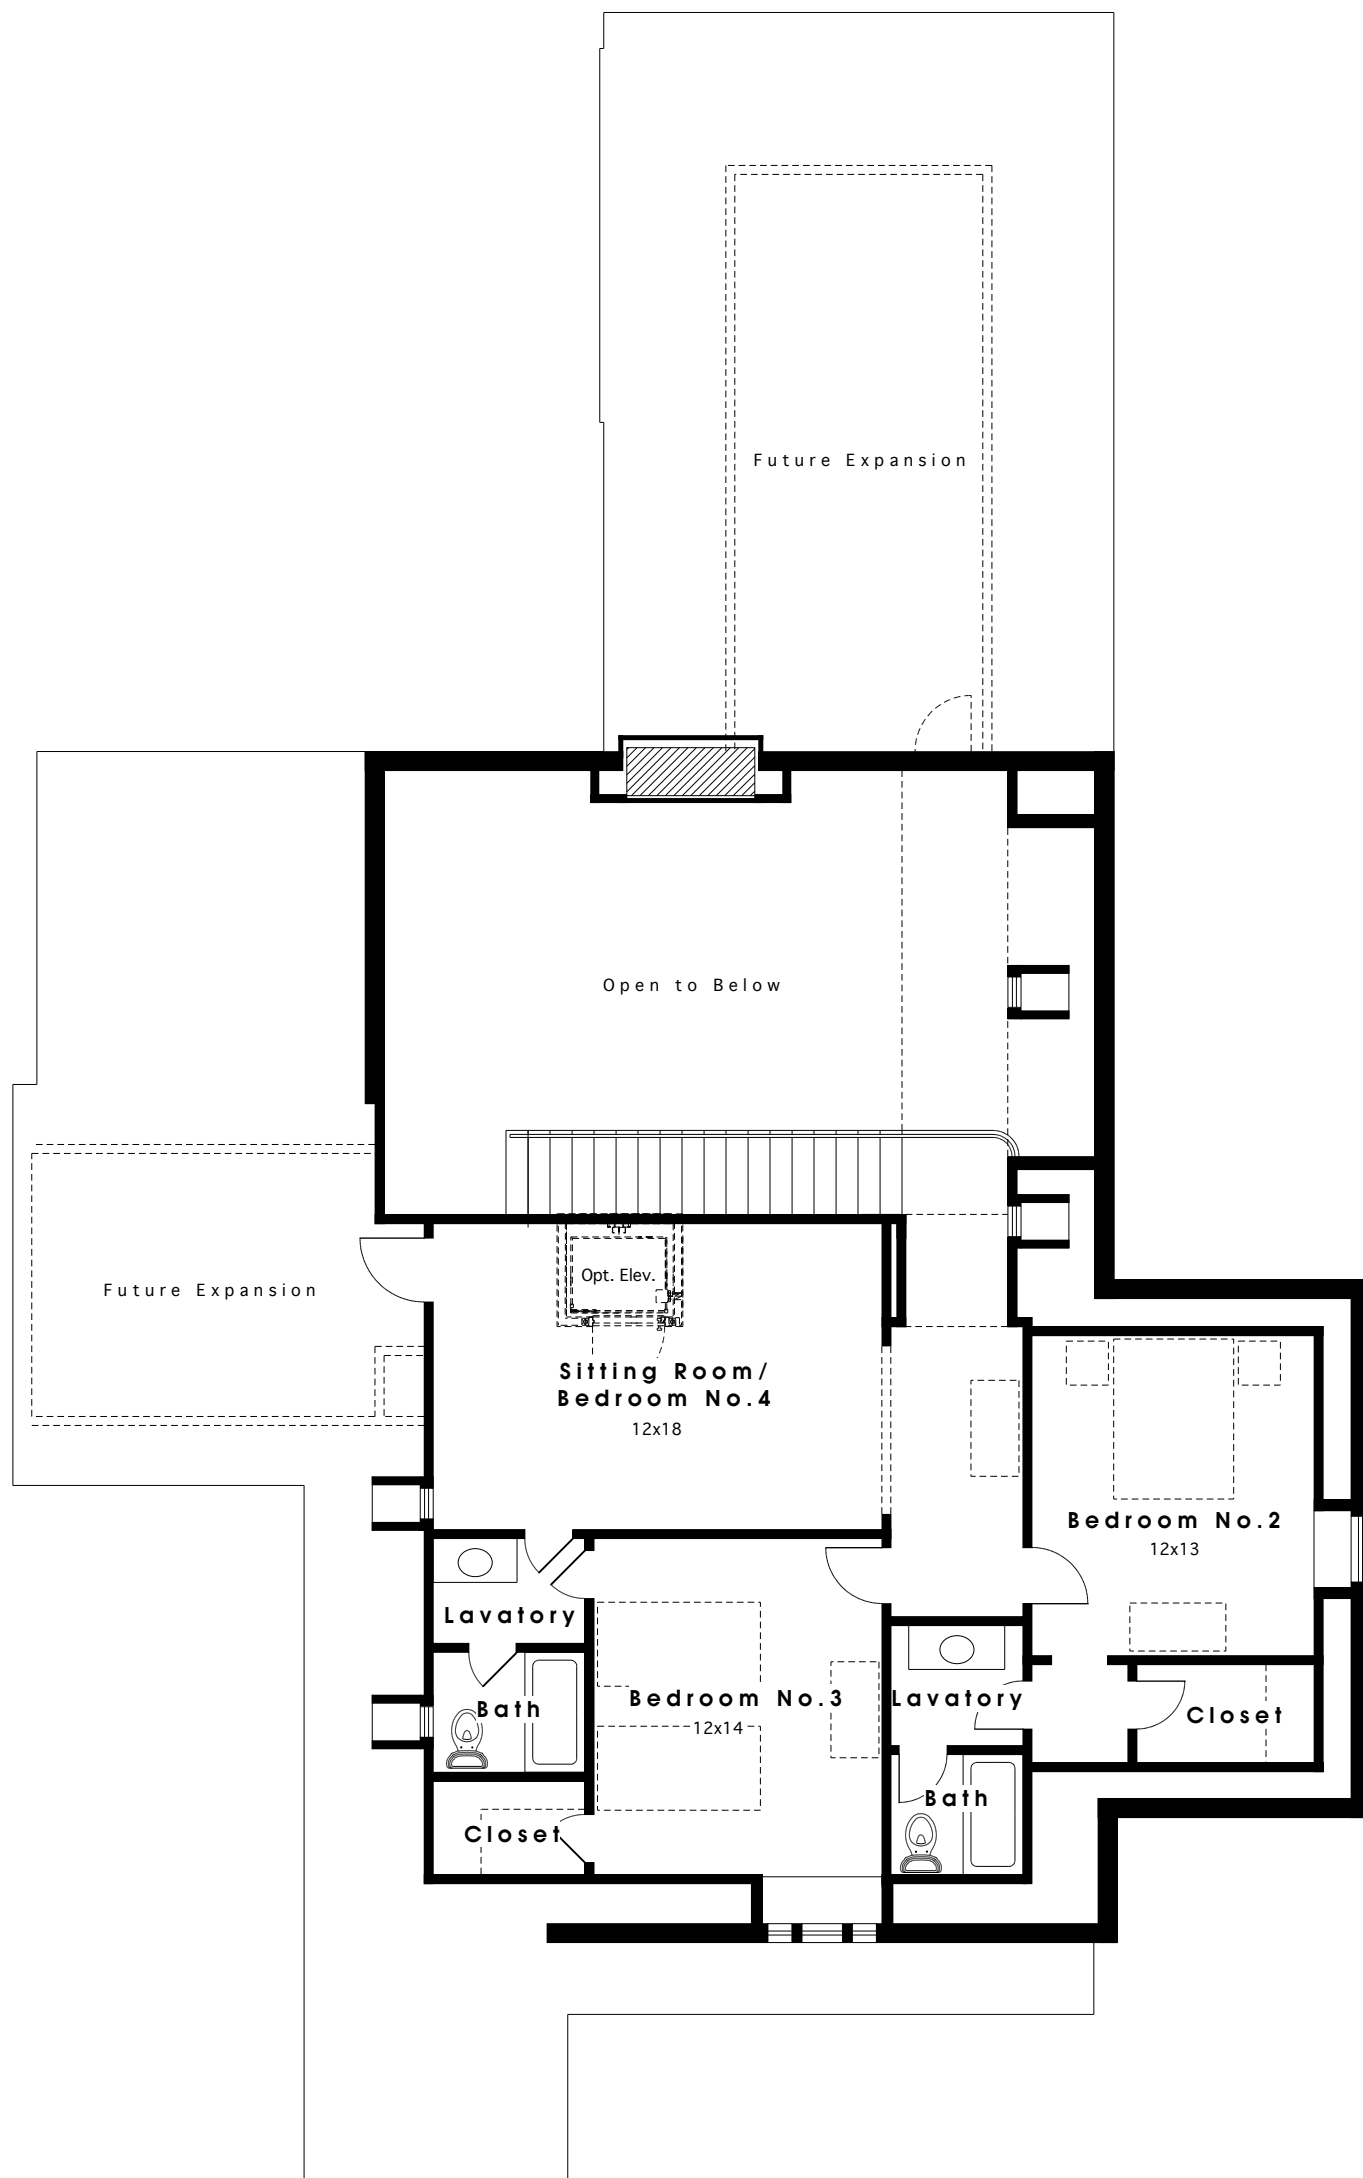 Future Expansion
Open to Below
Future Expansion
Opt. Elev.
Sitting Room/
Bedroom No.4
12x18
Bedroom No.2
12x13
Lavatory
Bedroom No.3
12x14
Lavatory
Bath
Closet
Bath
Closet